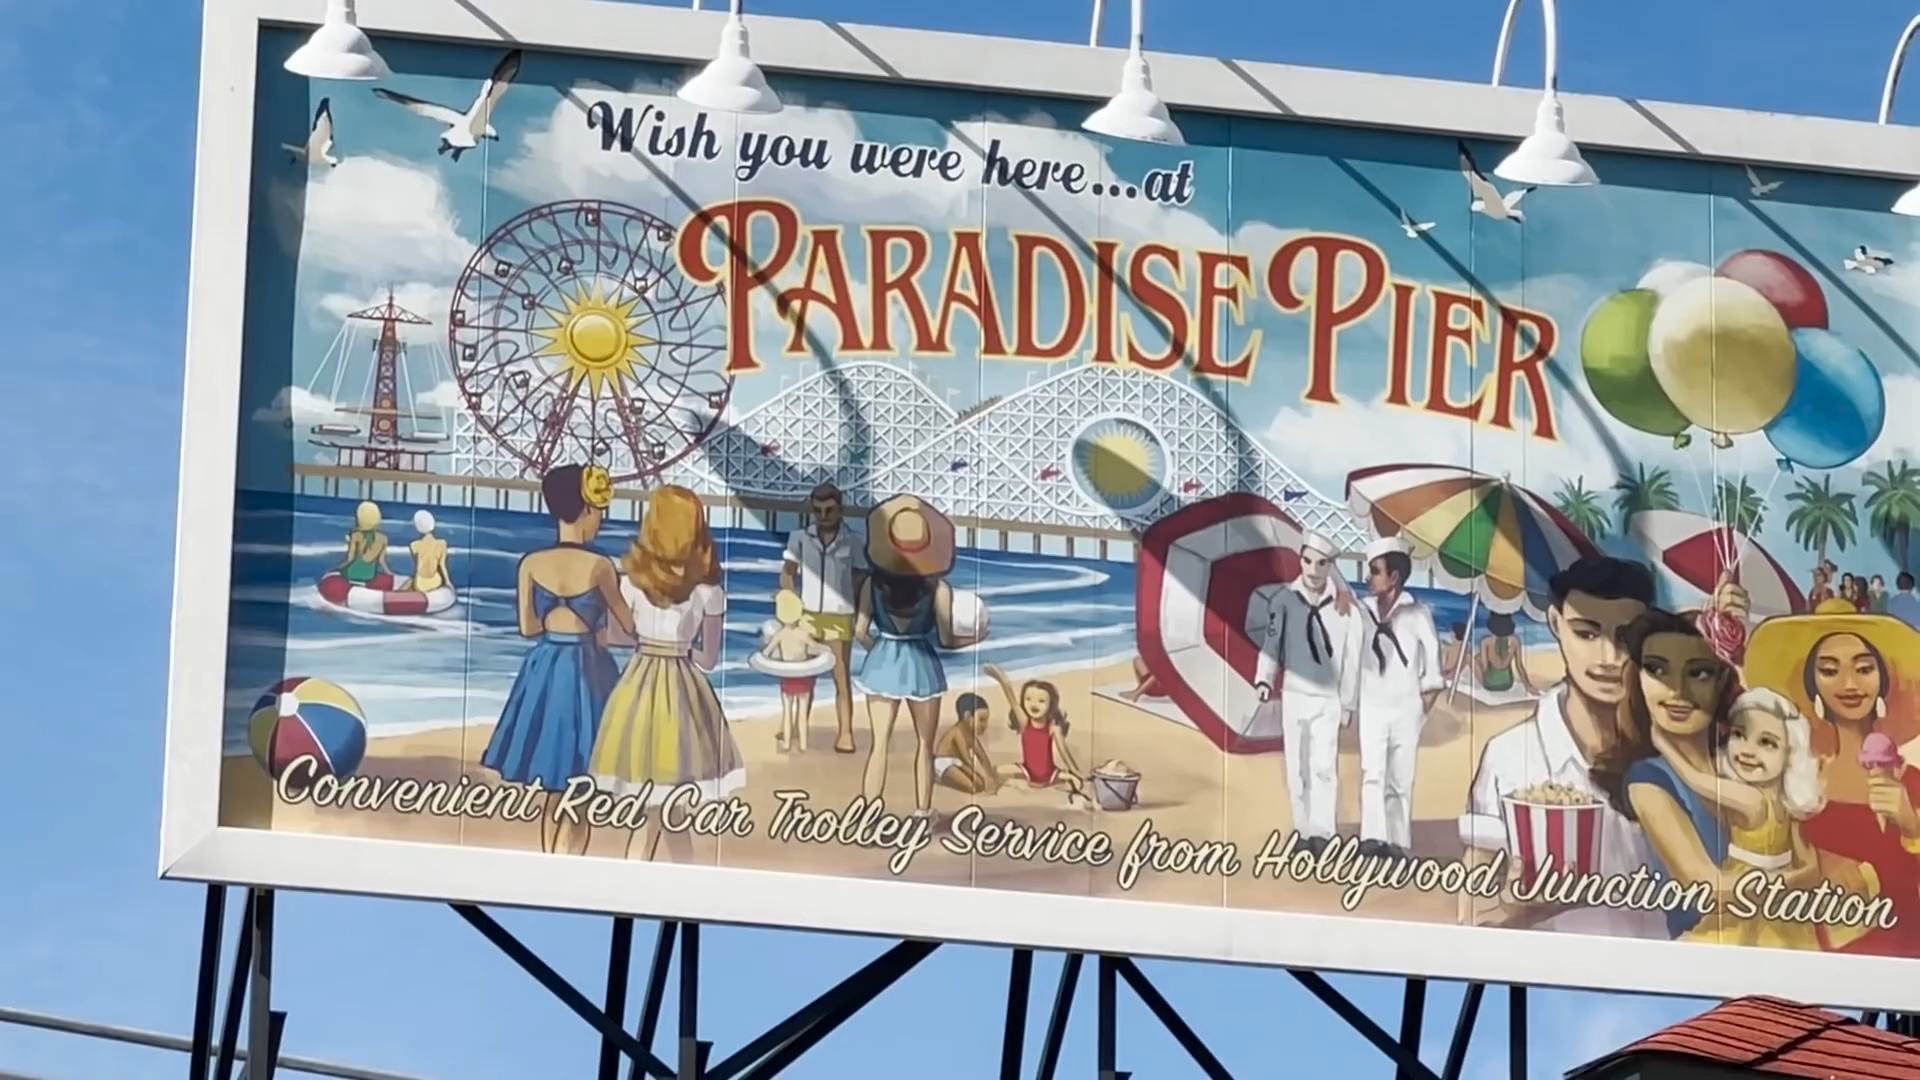 Wish you were here...at
PARADISE PIER
Convenient Red Car Trolley Service from Hollywood Junction Station